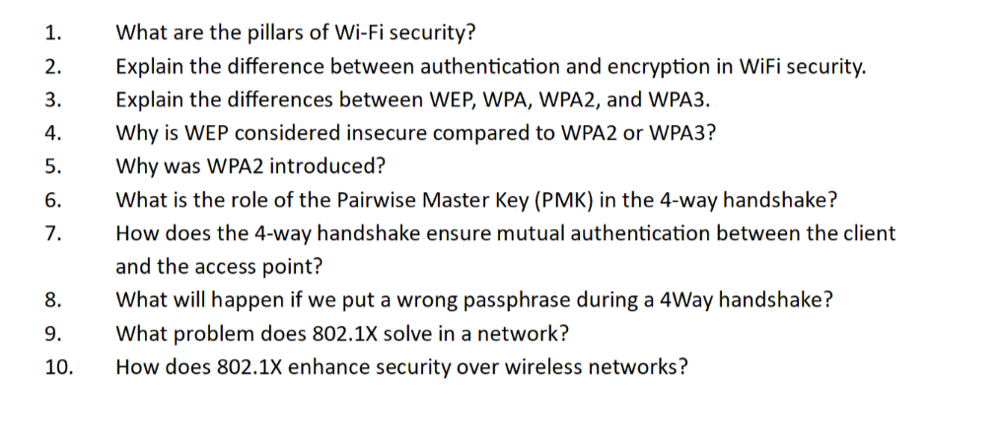 1. What are the pillars of Wi-Fi security?
2. Explain the difference between authentication and encryption in WiFi security.
3. Explain the differences between WEP, WPA, WPA2, and WPA3.
4. Why is WEP considered insecure compared to WPA2 or WPA3?
5. Why was WPA2 introduced?
6. What is the role of the Pairwise Master Key (PMK) in the 4-way handshake?
7. How does the 4-way handshake ensure mutual authentication between the client
and the access point?
8. What will happen if we put a wrong passphrase during a 4Way handshake?
9. What problem does 802.1X solve in a network?
10. How does 802.1X enhance security over wireless networks?